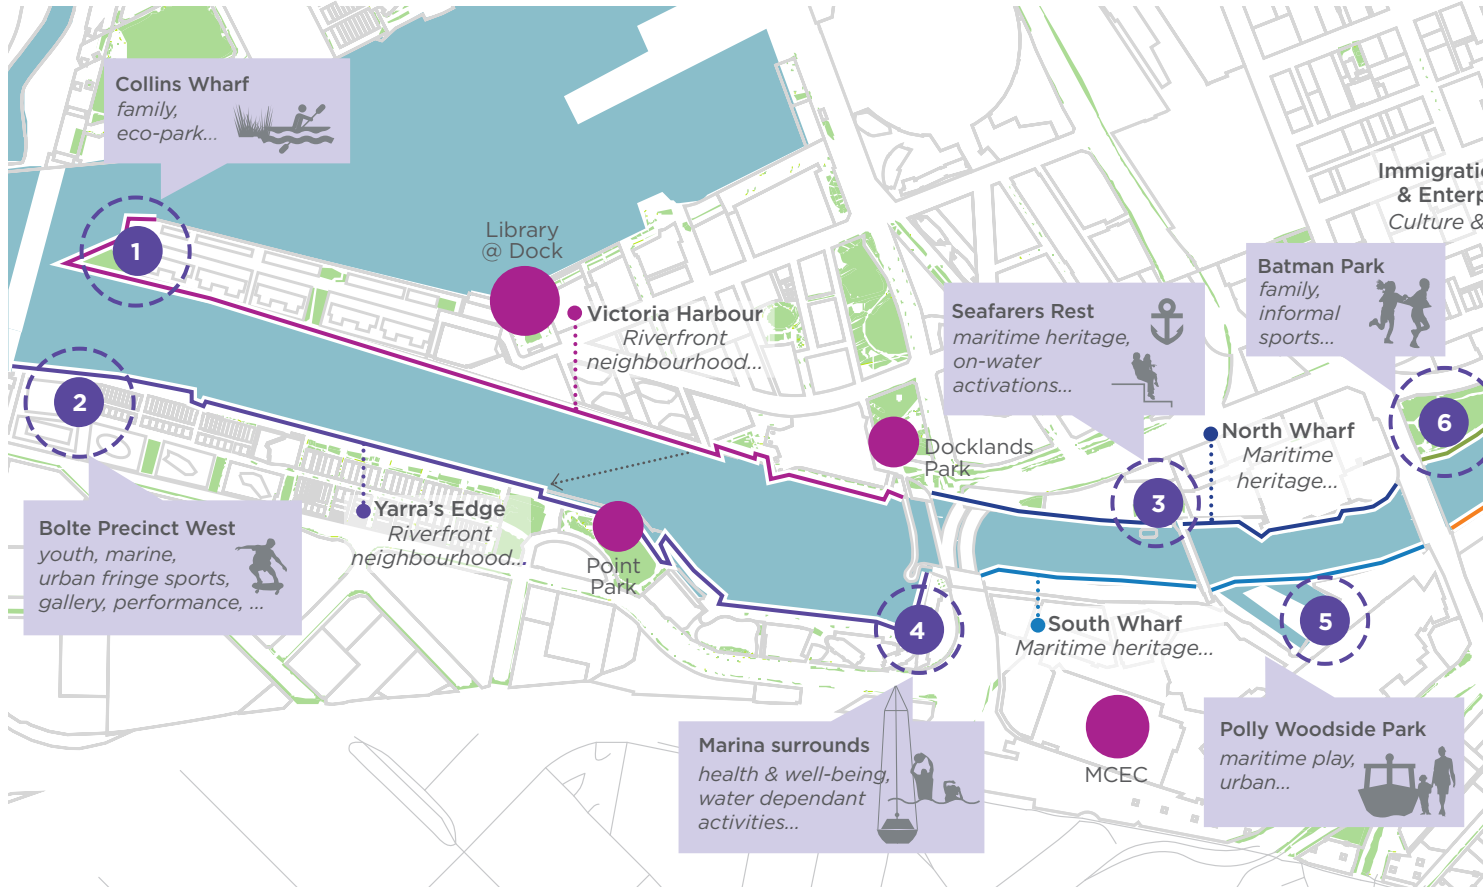 Collins Wharf
family,
eco-park...
1
Library
@ Dock
Victoria Harbour
Riverfront
neighbourhood...
Immigrati
& Enterp
Culture &
Batman Park
family,
informal
sports...
6
Seafarers Rest
maritime heritage,
on-water
activations...
2
Docklands
Park
North Wharf
Maritime
heritage...
3
Bolte Precinct West
youth, marine,
urban fringe sports,
gallery, performance, ...
Yarra's Edge
Riverfront
neighbourhood...
Point
Park
4
South Wharf
Maritime heritage...
5
Marina surrounds
health & well-being,
water dependant
activities...
MCEC
Polly Woodside Park
maritime play,
urban...